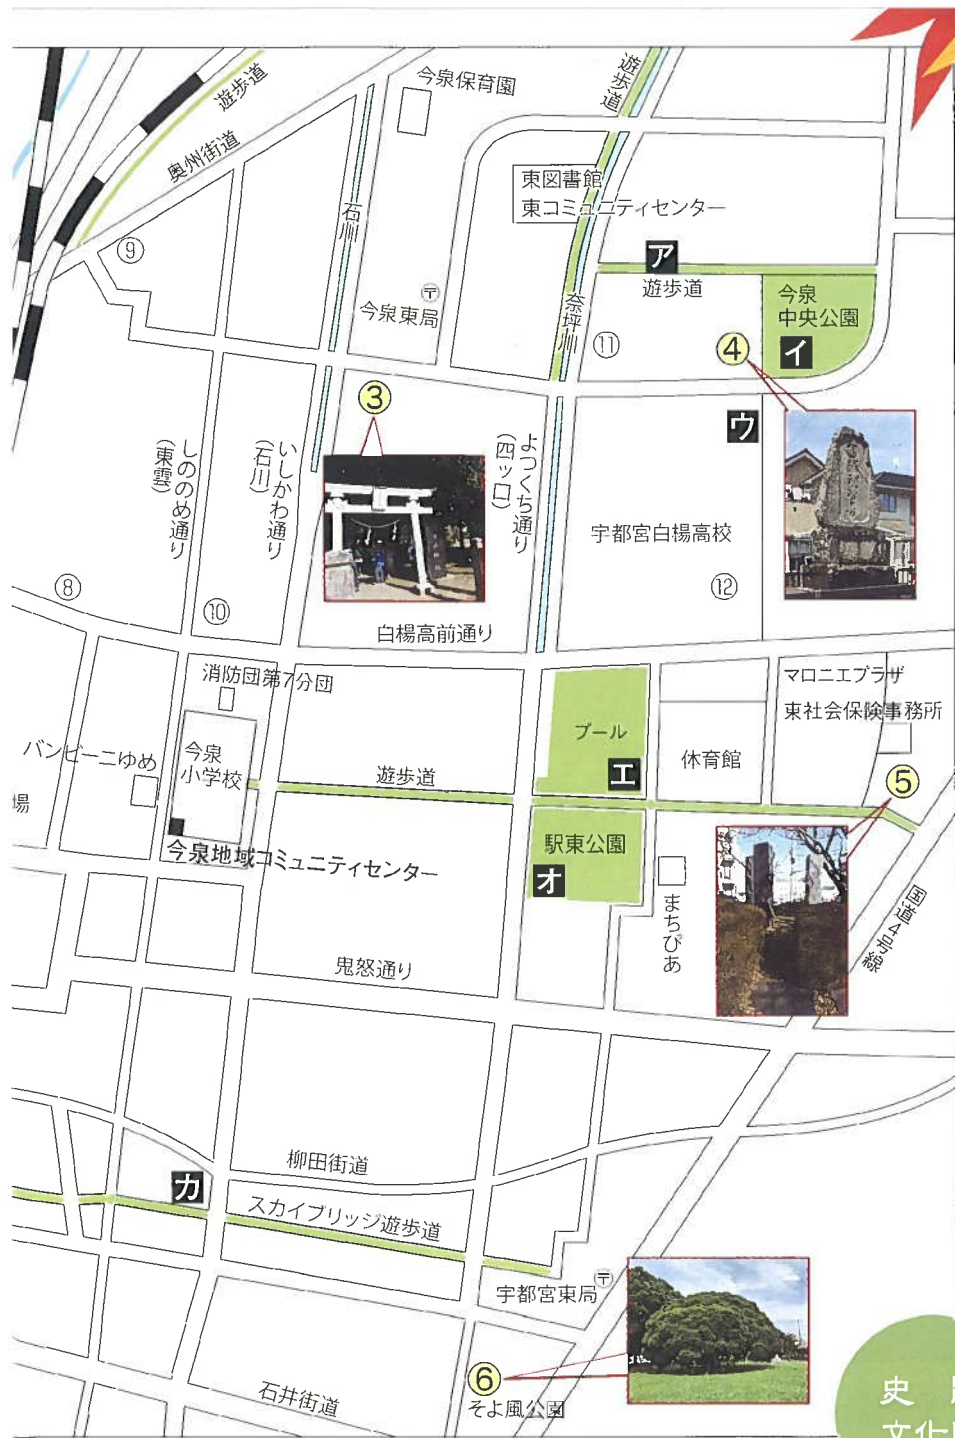 遊歩道
奥州街道
今泉保育園
遊歩道
東図書館
東コミュニティセンター
石川
ア
遊歩道
今泉
中央公園
イ
〒
今泉東局
奈坪川
⑨
⑪
④
③
ウ
しののめ通り
(東雲)
いしかわ通り
(石川)
よつくち通り
(四ッ口)
宇都宮白楊高校
⑧
⑩
⑫
白楊高前通り
消防団第7分団
マロニエプラザ
東社会保険事務所
プール
バンビーニゆめ
今泉
小学校
遊歩道
エ
体育館
⑤
場
駅東公園
今泉地域コミュニティセンター
オ
まちぴあ
国道4号線
鬼怒通り
柳田街道
カ
スカイブリッジ遊歩道
宇都宮東局
〒
⑥
そよ風公園
石井街道
史
文化